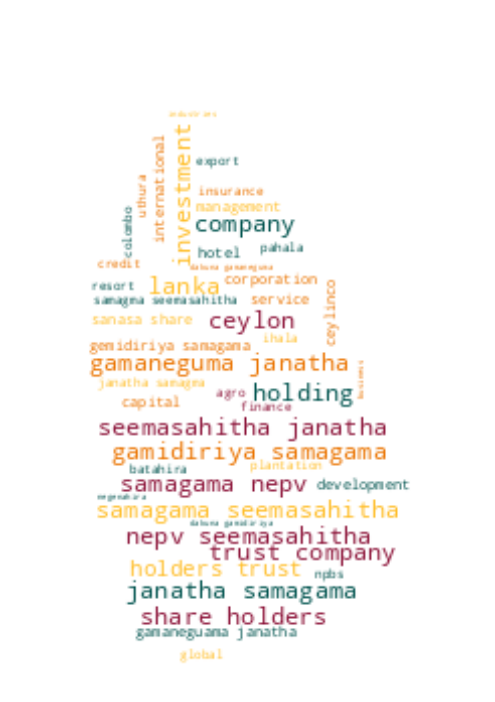 industries
export
investment
international
uthura
insurance
management
colombo
company
pahala
hotel
credit
dakuna gamaneguma
resort
lanka
corporation
samagma seemasahitha
service
ceylinco
sanasa share
ceylon
ihala
gemidiriya samagama
gamaneguma janatha
business
janatha samagma
agro
holding
capital
finance
seemasahitha janatha
gamidiriya samagama
batahira
plantation
samagama nepv
development
negenahira
samagama seemasahitha
dakuna gamidiriya
nepv seemasahitha
trust company
holders trust
npbs
janatha samagama
share holders
gamaneguama janatha
global